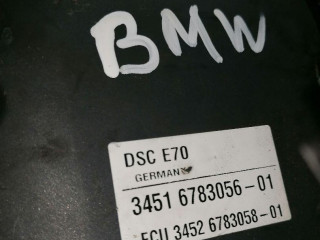 BMW
DSC E70
GERMANY
3451 6783056-01
ECU 3452 6783058-01